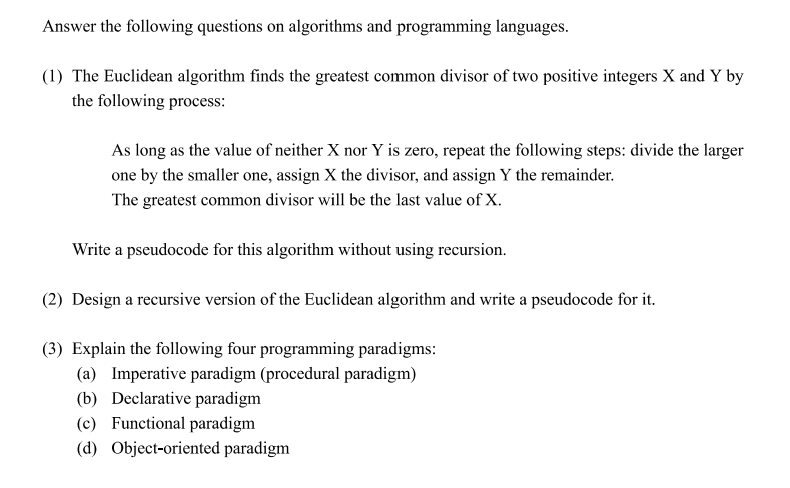 Answer the following questions on algorithms and programming languages.
(1) The Euclidean algorithm finds the greatest common divisor of two positive integers X and Y by
the following process:
As long as the value of neither X nor Y is zero, repeat the following steps: divide the larger
one by the smaller one, assign X the divisor, and assign Y the remainder.
The greatest common divisor will be the last value of X.
Write a pseudocode for this algorithm without using recursion.
(2) Design a recursive version of the Euclidean algorithm and write a pseudocode for it.
(3) Explain the following four programming paradigms:
(a) Imperative paradigm (procedural paradigm)
(b) Declarative paradigm
(c) Functional paradigm
(d) Object-oriented paradigm